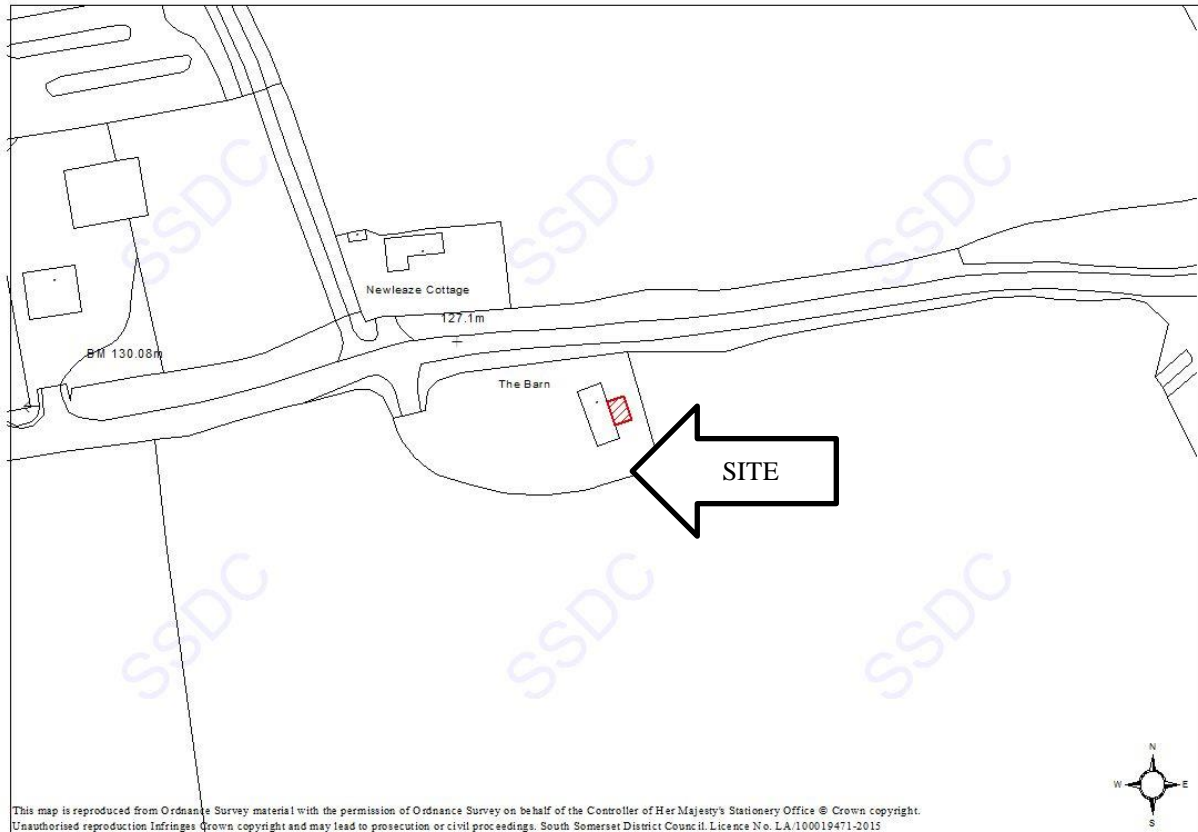 SSDC
SSDC
SSDC
Newleaze Cottage
127.1m
BM 130.08m
The Barn
SITE
SSDC
SSDC
SSDC
N
W
E
S
This map is reproduced from Ordnance Survey material with the permission of Ordnance Survey on behalf of the Controller of Her Majesty's Stationery Office © Crown copyright.
Unauthorised reproduction Infringes Crown copyright and may lead to prosecution or civil proceedings. South Somerset District Council. Licence No. LA/100019471-2015